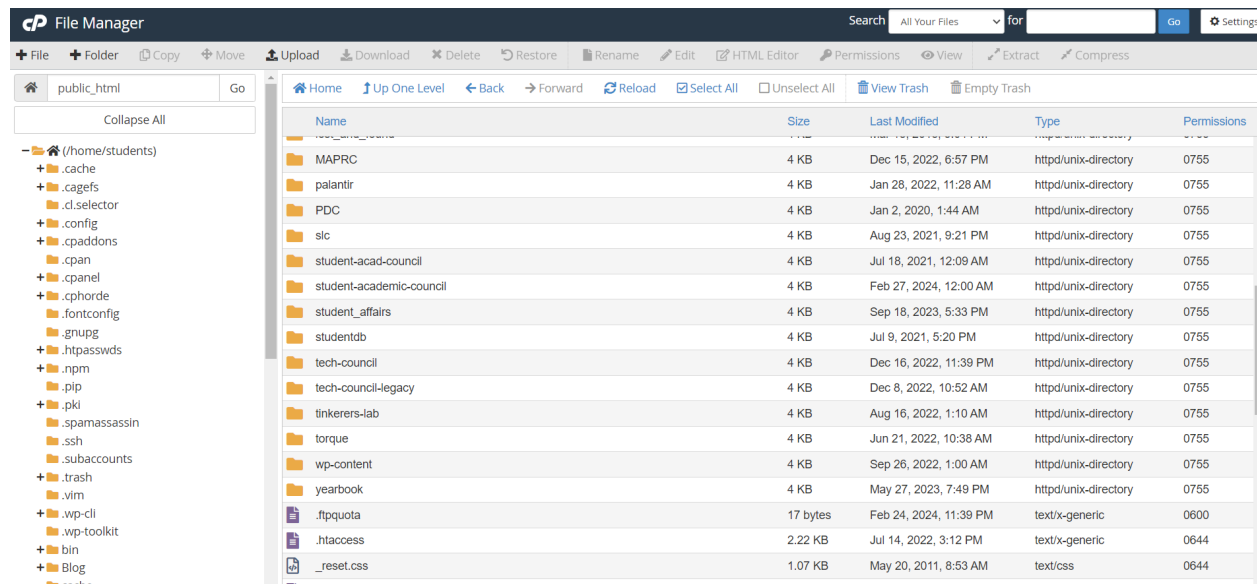 cP File Manager
Search All Your Files for Go Settings
File Folder Copy Move Upload Download Delete Restore Rename Edit HTML Editor Permissions View Extract Compress
public_html Go
Collapse All
(/home/students)
.cache
.cagefs
.cl.selector
.config
.cpaddons
.cpan
.cpanel
.cphorde
.fontconfig
.gnupg
.htpasswds
.npm
.pip
.pki
.spamassassin
.ssh
.subaccounts
.trash
.vim
.wp-cli
.wp-toolkit
bin
Blog
Home Up One Level Back Forward Reload Select All Unselect All View Trash Empty Trash
Name Size Last Modified Type Permissions
MAPRC 4 KB Dec 15, 2022, 6:57 PM httpd/unix-directory 0755
palantir 4 KB Jan 28, 2022, 11:28 AM httpd/unix-directory 0755
PDC 4 KB Jan 2, 2020, 1:44 AM httpd/unix-directory 0755
slc 4 KB Aug 23, 2021, 9:21 PM httpd/unix-directory 0755
student-acad-council 4 KB Jul 18, 2021, 12:09 AM httpd/unix-directory 0755
student-academic-council 4 KB Feb 27, 2024, 12:00 AM httpd/unix-directory 0755
student_affairs 4 KB Sep 18, 2023, 5:33 PM httpd/unix-directory 0755
studentdb 4 KB Jul 9, 2021, 5:20 PM httpd/unix-directory 0755
tech-council 4 KB Dec 16, 2022, 11:39 PM httpd/unix-directory 0755
tech-council-legacy 4 KB Dec 8, 2022, 10:52 AM httpd/unix-directory 0755
tinkerers-lab 4 KB Aug 16, 2022, 1:10 AM httpd/unix-directory 0755
torque 4 KB Jun 21, 2022, 10:38 AM httpd/unix-directory 0755
wp-content 4 KB Sep 26, 2022, 1:00 AM httpd/unix-directory 0755
yearbook 4 KB May 27, 2023, 7:49 PM httpd/unix-directory 0755
.ftpquota 17 bytes Feb 24, 2024, 11:39 PM text/x-generic 0600
.htaccess 2.22 KB Jul 14, 2022, 3:12 PM text/x-generic 0644
_reset.css 1.07 KB May 20, 2011, 8:53 AM text/css 0644